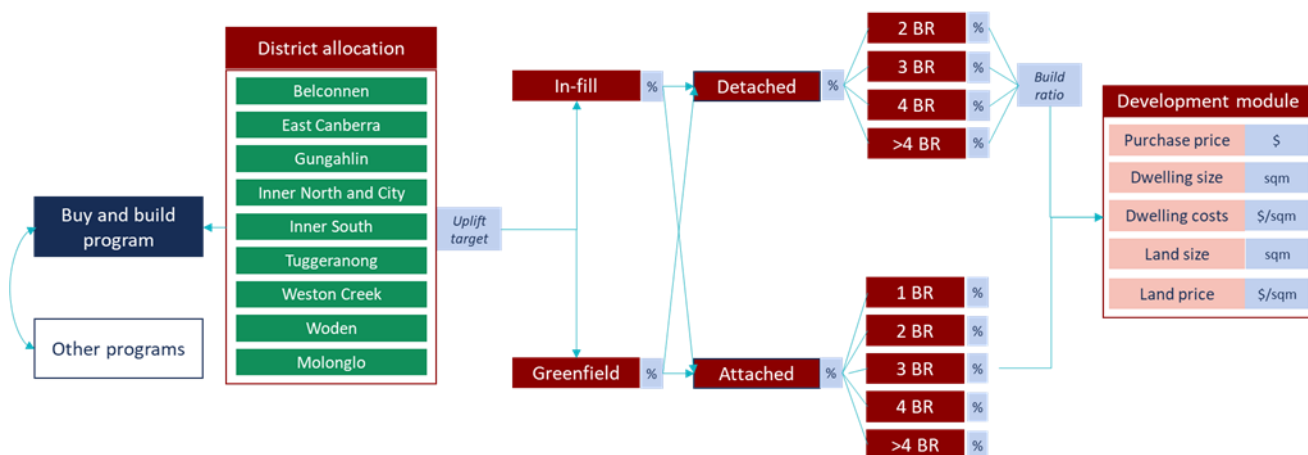 District allocation
Belconnen
East Canberra
Gungahlin
Inner North and City
Inner South
Tuggeranong
Weston Creek
Woden
Molonglo
Buy and build
program
Other programs
Uplift
target
In-fill
%
Greenfield
%
Detached
%
Attached
%
2 BR
%
3 BR
%
4 BR
%
>4 BR
%
1 BR
%
2 BR
%
3 BR
%
4 BR
%
>4 BR
%
Build
ratio
Development module
Purchase price
$
Dwelling size
sqm
Dwelling costs
$/sqm
Land size
sqm
Land price
$/sqm